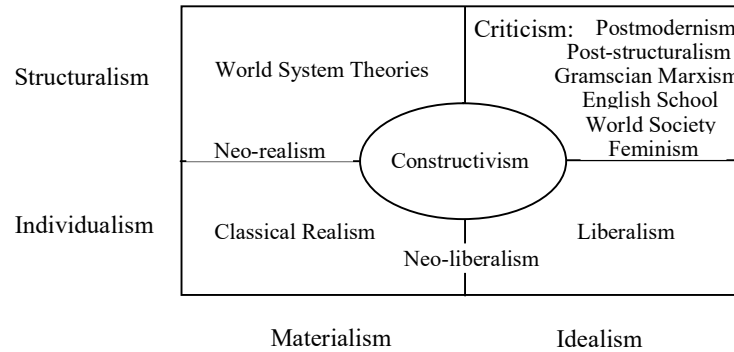 Criticism: Postmodernism
Post-structuralism
Structuralism
World System Theories
Gramscian Marxism
English School
World Society
Feminism
Neo-realism
Constructivism
Individualism
Classical Realism
Liberalism
Neo-liberalism
Materialism
Idealism